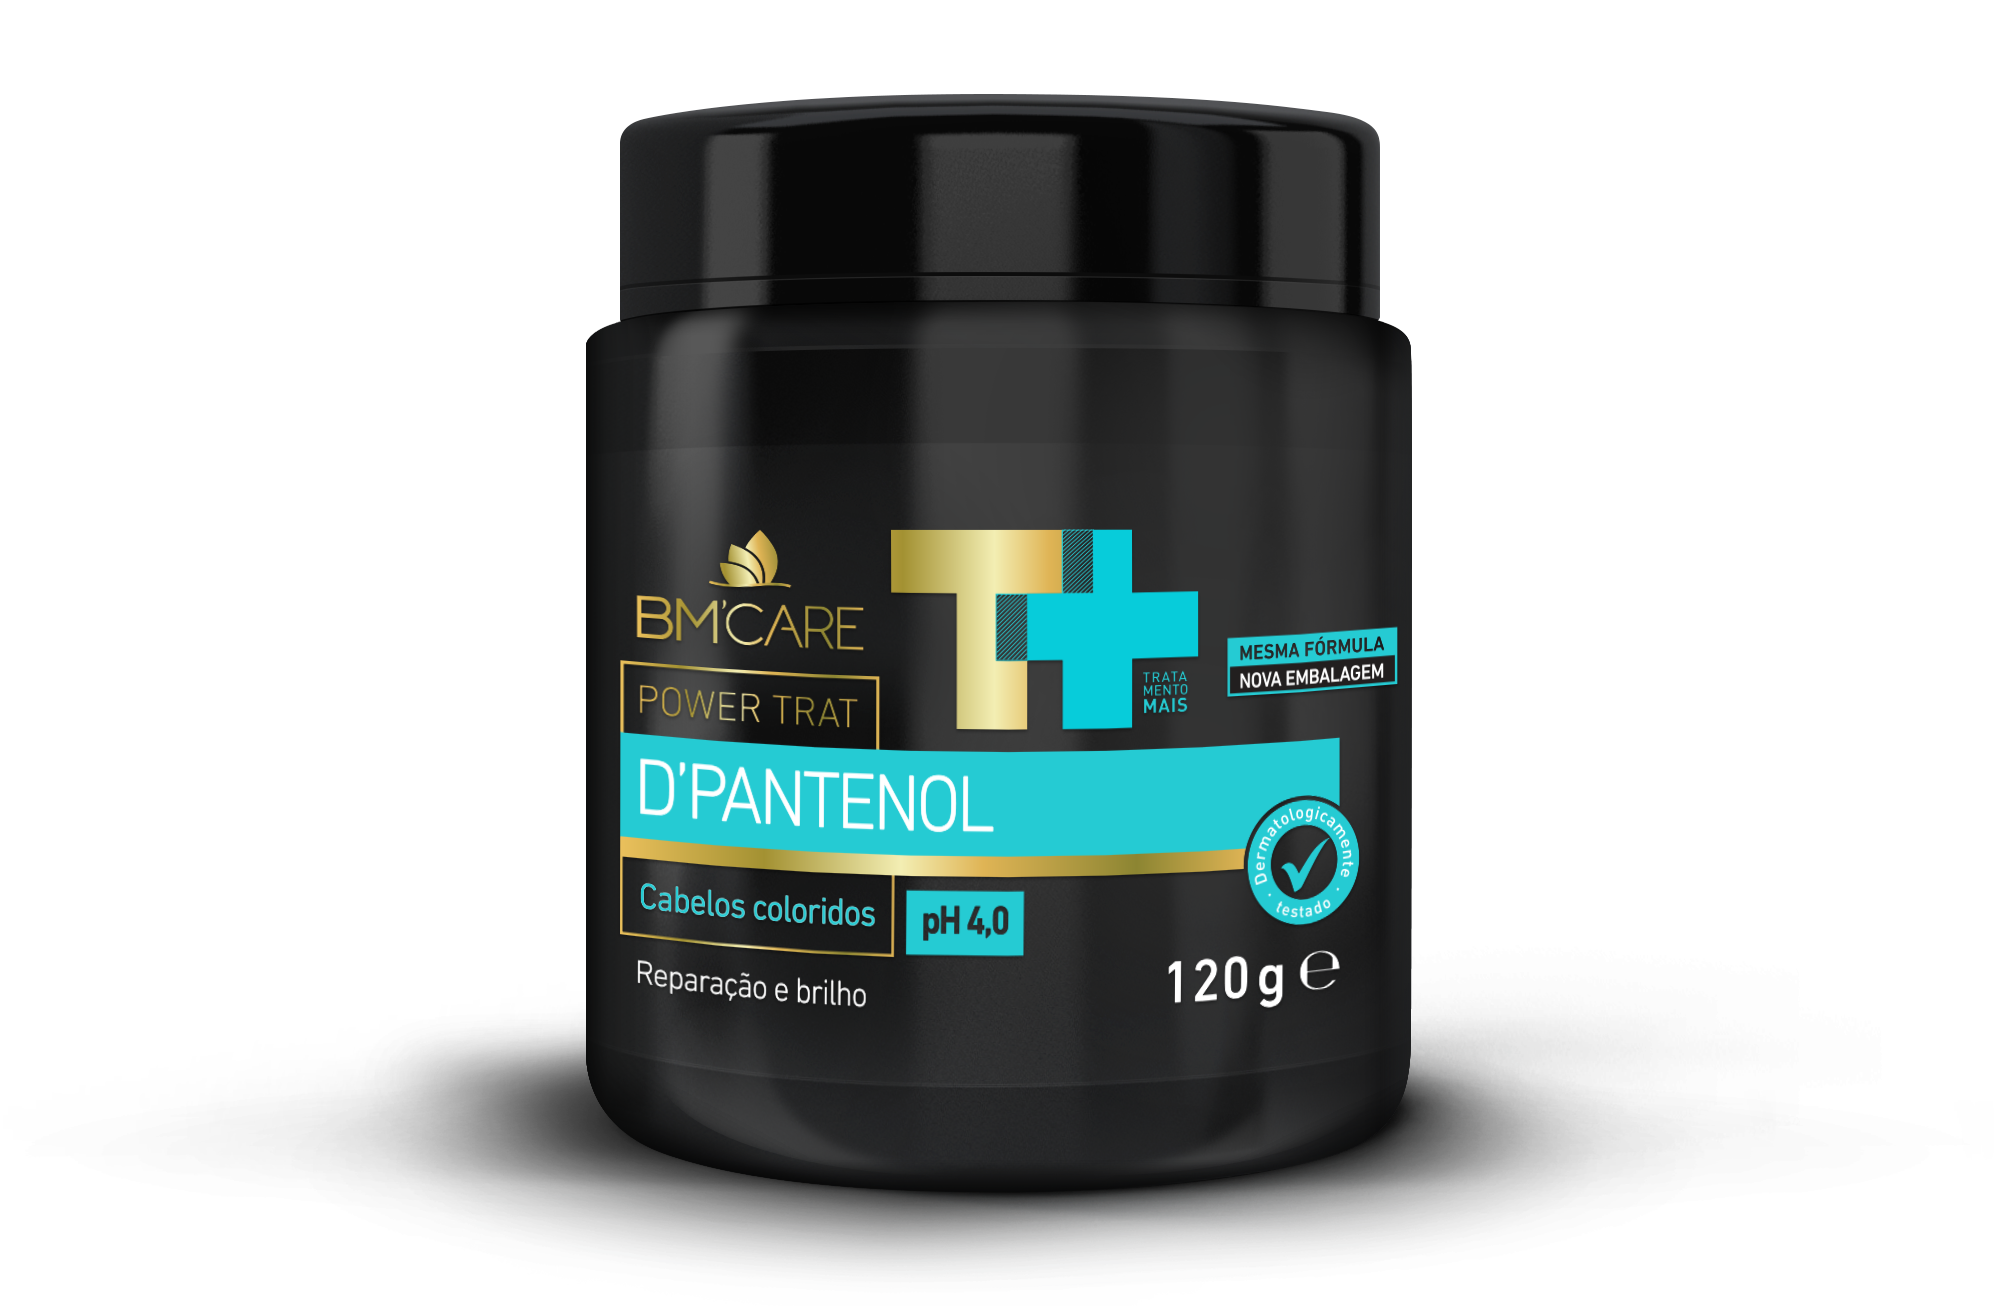 BM'CARE
T+
TRATA
MENTO
MAIS
MESMA FÓRMULA
NOVA EMBALAGEM
POWER TRAT
D'PANTENOL
Dermatologicamente
testado
Cabelos coloridos
pH 4,0
Reparação e brilho
120g ℮